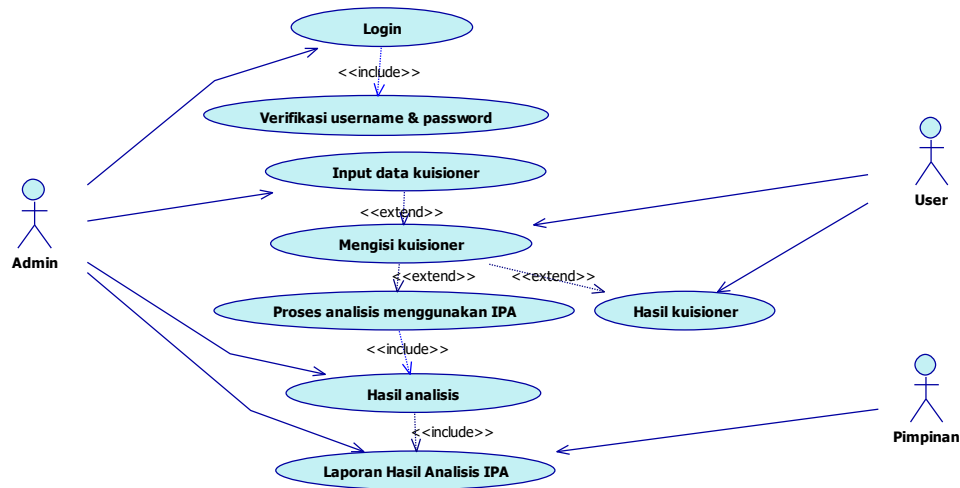 Login
<<include>>
Verifikasi username & password
Input data kuisioner
<<extend>>
Mengisi kuisioner
<<extend>>
<<extend>>
Proses analisis menggunakan IPA
Hasil kuisioner
<<include>>
Hasil analisis
<<include>>
Laporan Hasil Analisis IPA
Admin
User
Pimpinan